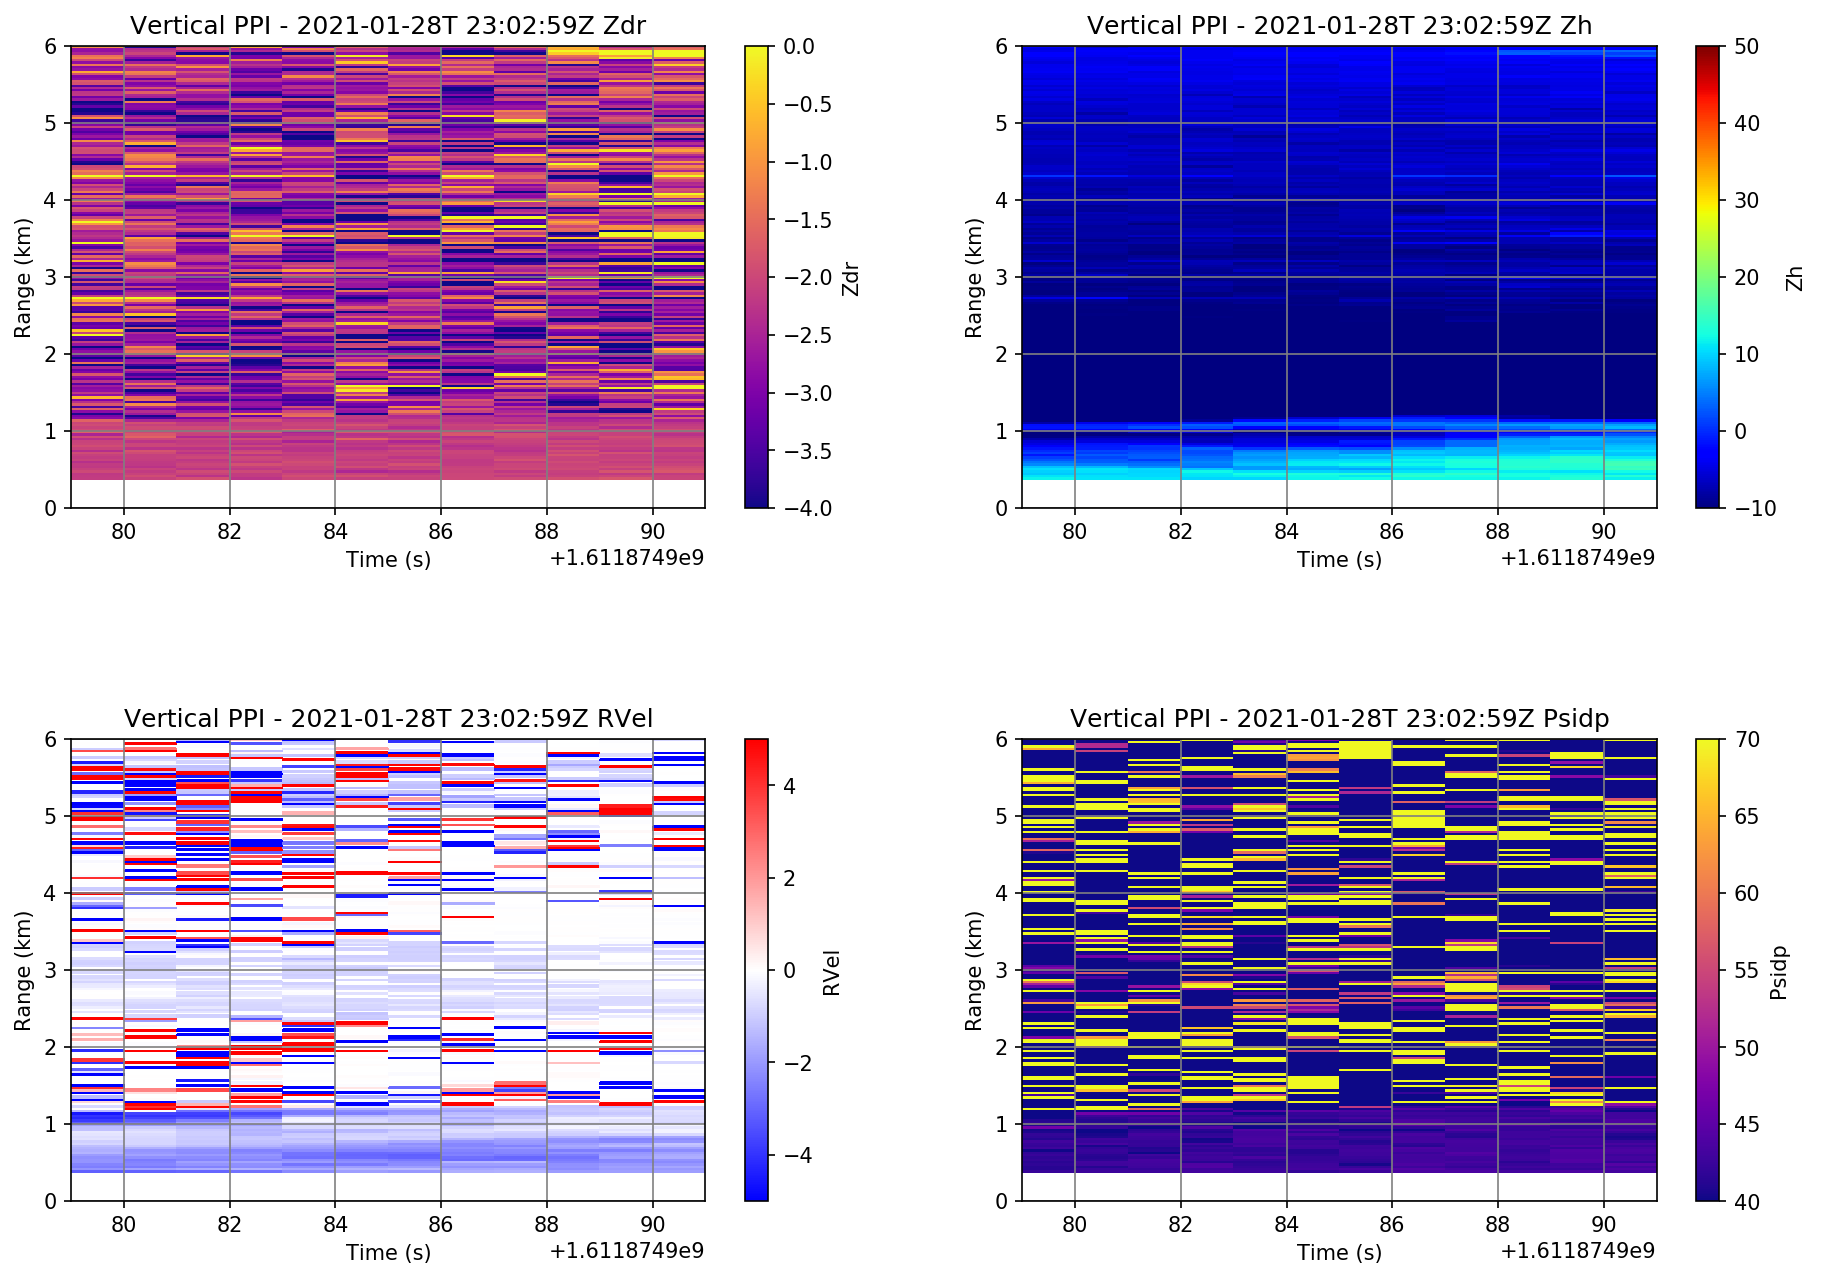 Vertical PPI - 2021-01-28T 23:02:59Z Zdr
6
5
4
3
2
1
0
Range (km)
80 82 84 86 88 90
Time (s)
+1.6118749e9
0.0
−0.5
−1.0
−1.5
−2.0
−2.5
−3.0
−3.5
−4.0
Zdr
Vertical PPI - 2021-01-28T 23:02:59Z Zh
6
5
4
3
2
1
0
Range (km)
80 82 84 86 88 90
Time (s)
+1.6118749e9
50
40
30
20
10
0
−10
Zh
Vertical PPI - 2021-01-28T 23:02:59Z RVel
6
5
4
3
2
1
0
Range (km)
80 82 84 86 88 90
Time (s)
+1.6118749e9
4
2
0
−2
−4
RVel
Vertical PPI - 2021-01-28T 23:02:59Z Psidp
6
5
4
3
2
1
0
Range (km)
80 82 84 86 88 90
Time (s)
+1.6118749e9
70
65
60
55
50
45
40
Psidp